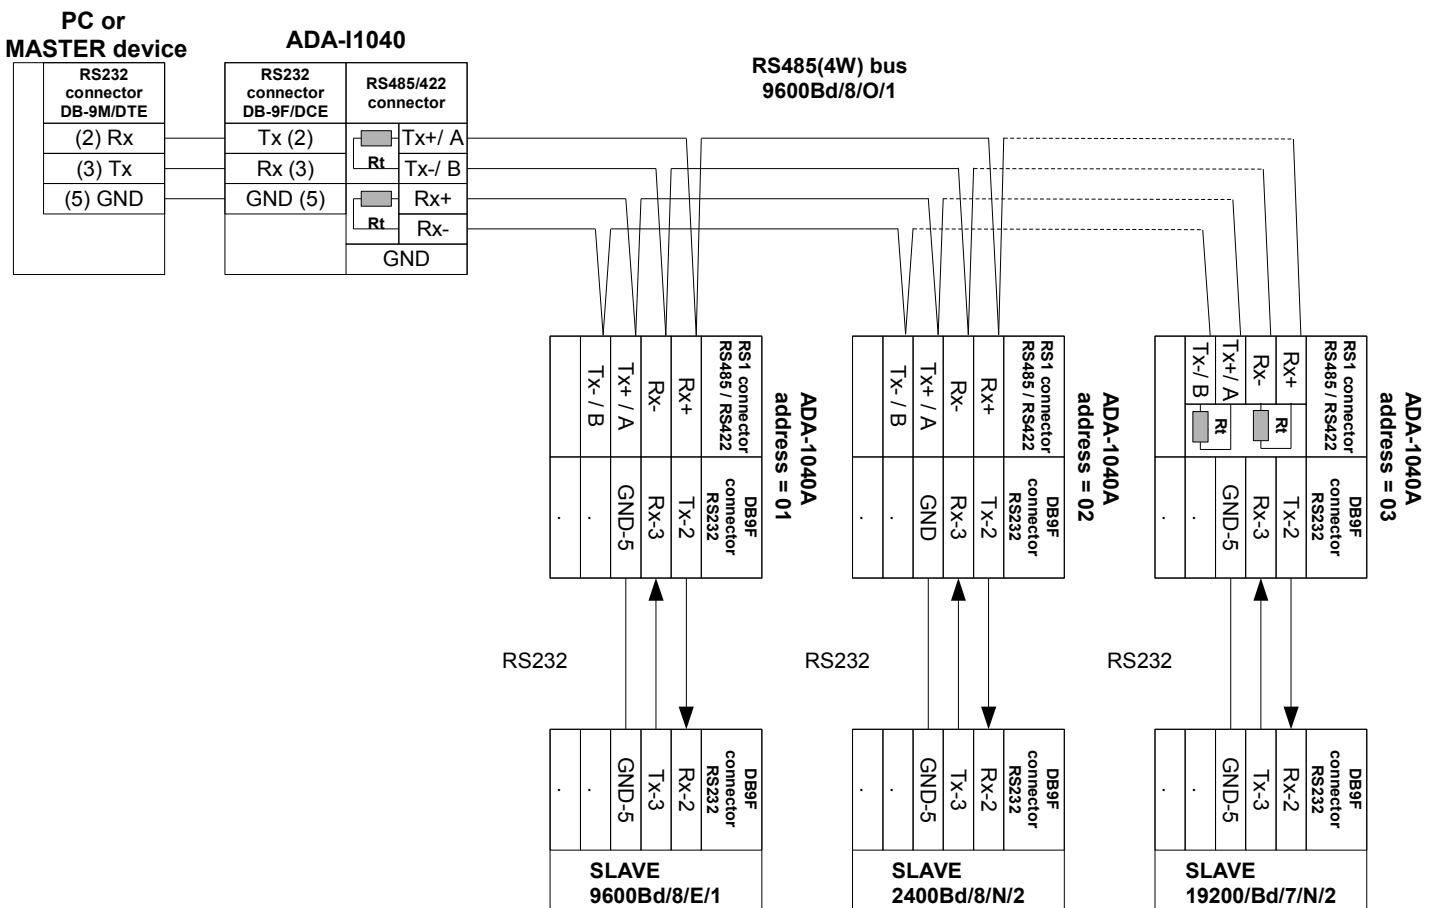 PC or
MASTER device
ADA-I1040
RS485(4W) bus
9600Bd/8/O/1
RS232
connector
DB-9M/DTE
(2) Rx
(3) Tx
(5) GND
RS232
connector
DB-9F/DCE
Tx (2)
Rx (3)
GND (5)
RS485/422
connector
Tx+/ A
Rt
Tx-/ B
Rx+
Rt
Rx-
GND
RS1 connector
RS485 / RS422
Rx+
Rx-
Tx+ / A
Tx- / B
DB9F
connector
RS232
Tx-2
Rx-3
GND-5
.
.
ADA-1040A
address = 01
RS1 connector
RS485 / RS422
Rx+
Rx-
Tx+ / A
Tx- / B
DB9F
connector
RS232
Tx-2
Rx-3
GND
.
.
ADA-1040A
address = 02
RS1 connector
RS485 / RS422
Rx+
Rx-
Tx+/ A
Tx-/ B
Rt
Rt
DB9F
connector
RS232
Tx-2
Rx-3
GND-5
.
.
ADA-1040A
address = 03
RS232
RS232
RS232
DB9F
connector
RS232
Rx-2
Tx-3
GND-5
.
.
SLAVE
9600Bd/8/E/1
DB9F
connector
RS232
Rx-2
Tx-3
GND-5
.
.
SLAVE
2400Bd/8/N/2
DB9F
connector
RS232
Rx-2
Tx-3
GND-5
.
.
SLAVE
19200/Bd/7/N/2